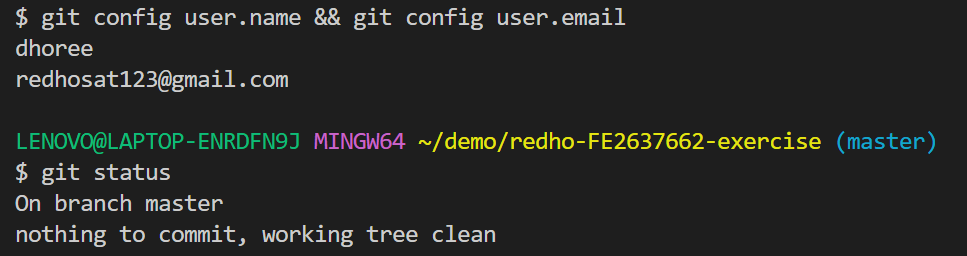 $ git config user.name && git config user.email
dhoree
redhosat123@gmail.com
LENOVO@LAPTOP-ENRDFN9J MINGW64 ~/demo/redho-FE2637662-exercise (master)
$ git status
On branch master
nothing to commit, working tree clean